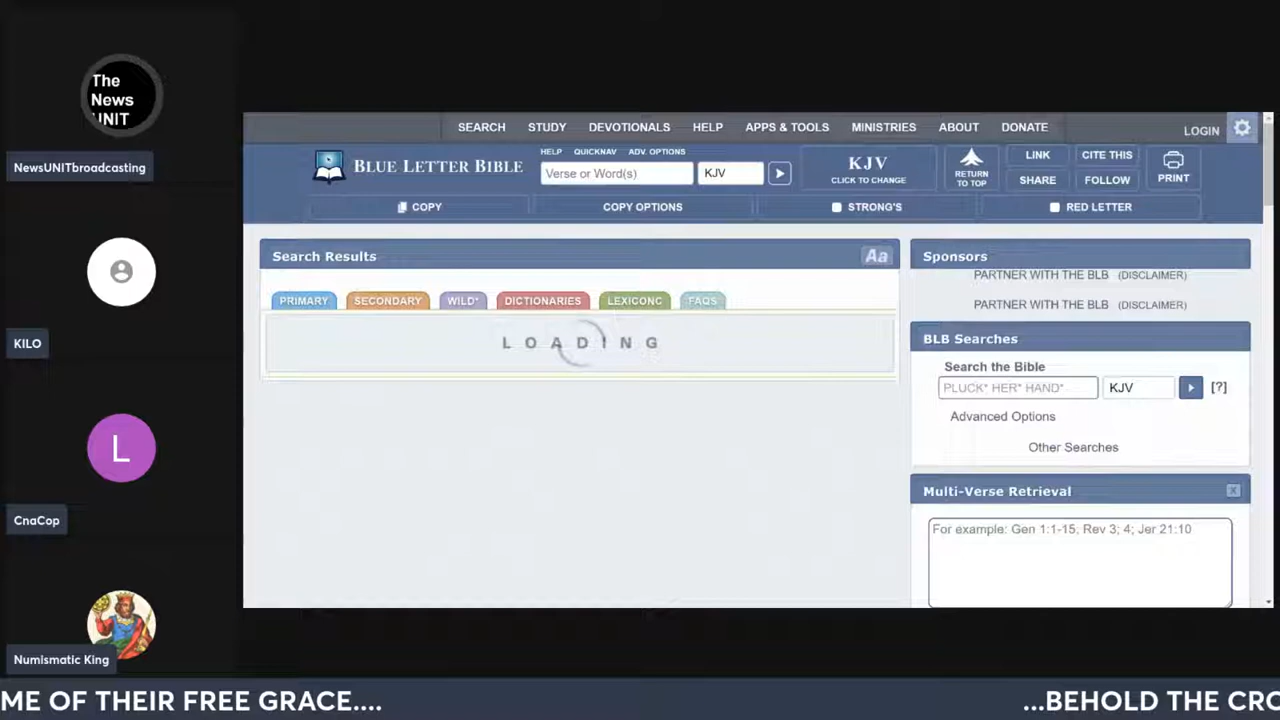 The
News
UNIT
NewsUNITbroadcasting
KILO
L
CnaCop
Numismatic King
SEARCH STUDY DEVOTIONALS HELP APPS & TOOLS MINISTRIES ABOUT DONATE LOGIN
HELP QUICKNAV ADV. OPTIONS
BLUE LETTER BIBLE
Verse or Word(s) KJV
KJV
CLICK TO CHANGE
RETURN
TO TOP
LINK CITE THIS
SHARE FOLLOW
PRINT
COPY COPY OPTIONS STRONG'S RED LETTER
Search Results Aa
PRIMARY SECONDARY WILD* DICTIONARIES LEXICONC FAQS
LOADING
Sponsors
PARTNER WITH THE BLB (DISCLAIMER)
PARTNER WITH THE BLB (DISCLAIMER)
BLB Searches
Search the Bible
PLUCK* HER* HAND* KJV [?]
Advanced Options
Other Searches
Multi-Verse Retrieval x
For example: Gen 1:1-15; Rev 3; 4; Jer 21:10
ME OF THEIR FREE GRACE.... ...BEHOLD THE CRO